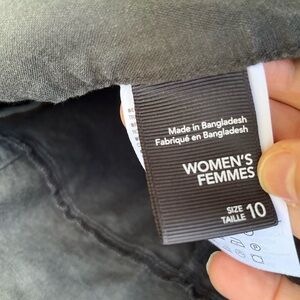 Made in Bangladesh
Fabriqué en Bangladesh
WOMEN'S
FEMMES
SIZE
TAILLE 10